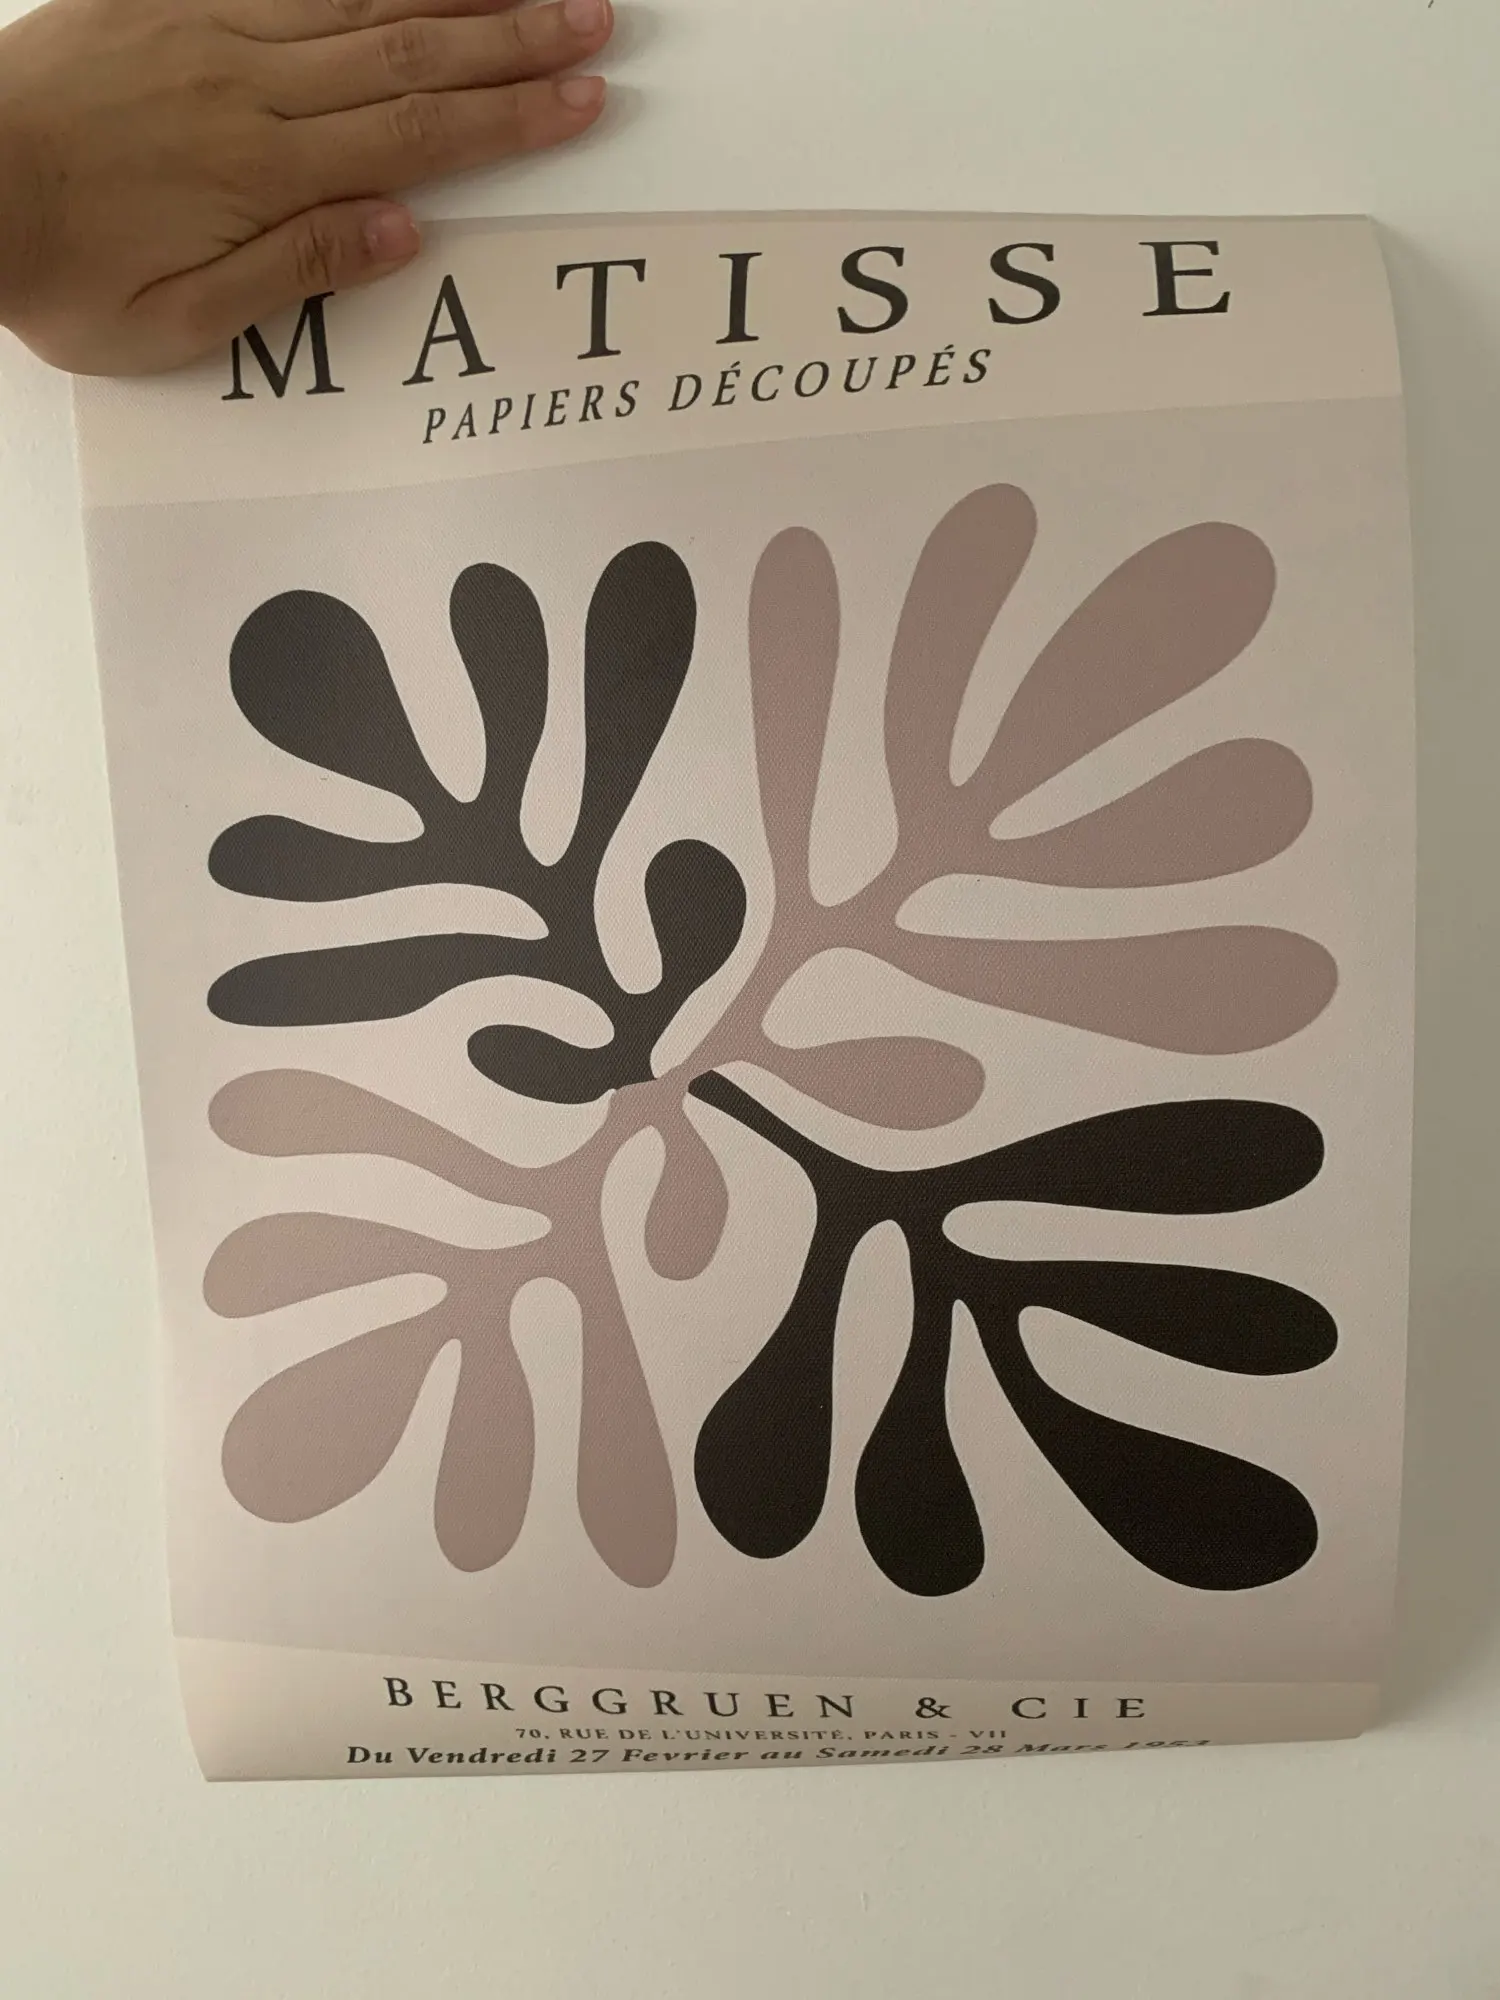 MATISSE
PAPIERS DÉCOUPÉS
BERGGRUEN & CIE
70, RUE DE L'UNIVERSITÉ, PARIS - VII
Du Vendredi 27 Fevrier au Samedi 28 Mars 1953